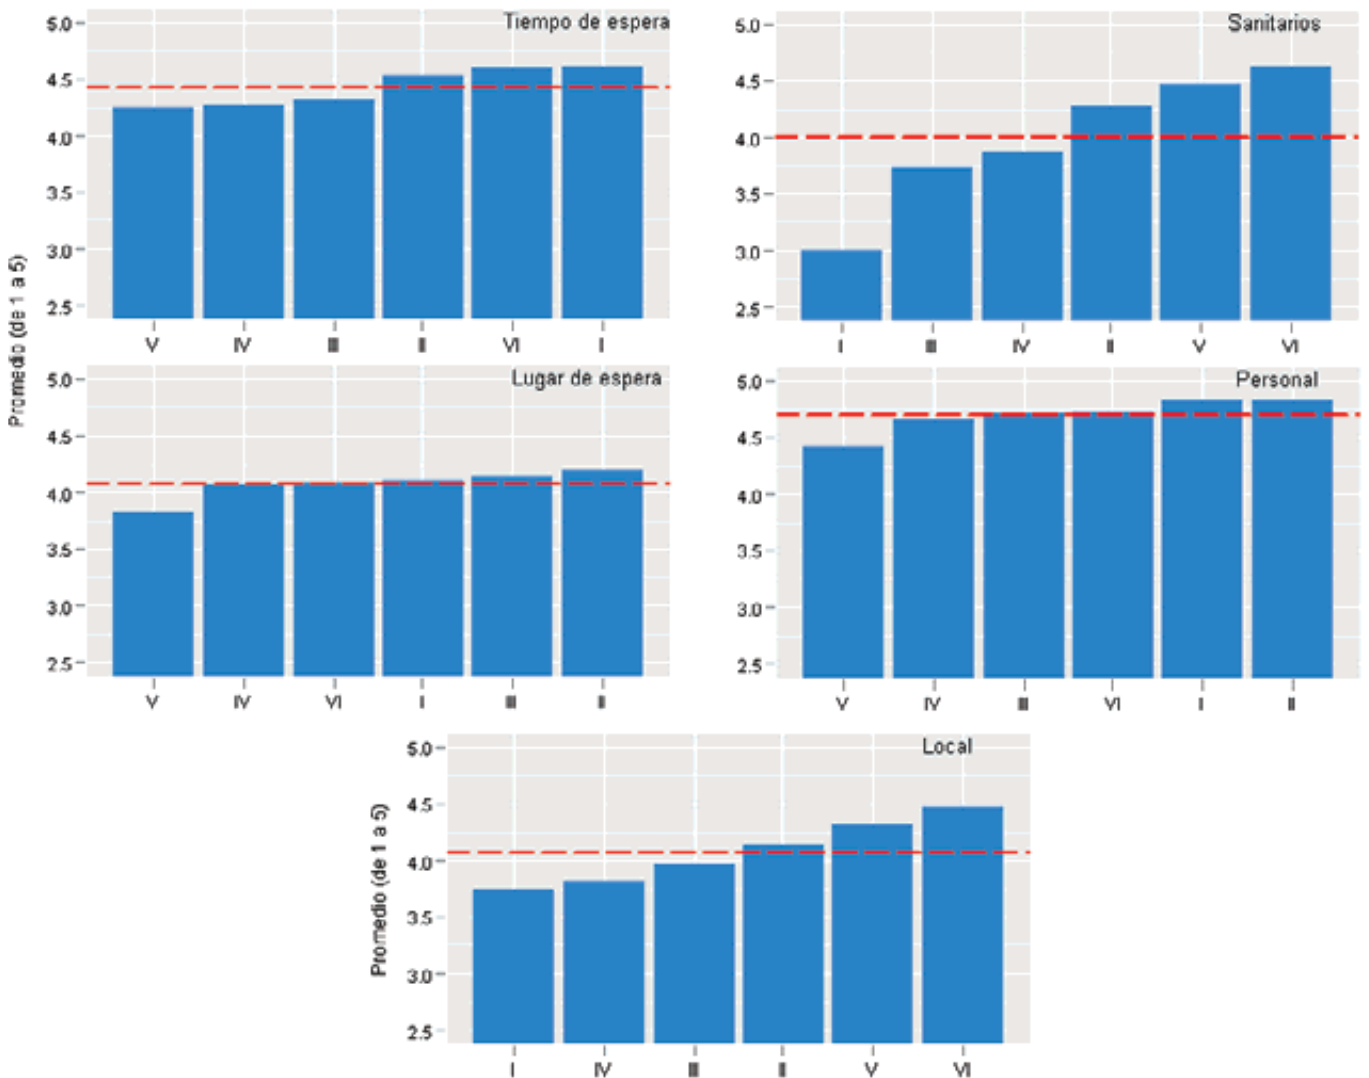 Tiempo de espera
5.0
4.5
4.0
3.5
3.0
2.5
V IV III II VI I
Sanitarios
5.0
4.5
4.0
3.5
3.0
2.5
I III IV II V VI
Promedio (de 1 a 5)
Lugar de espera
5.0
4.5
4.0
3.5
3.0
2.5
V IV VI I III II
Personal
5.0
4.5
4.0
3.5
3.0
2.5
V IV III VI I II
Local
Promedio (de 1 a 5)
5.0
4.5
4.0
3.5
3.0
2.5
I IV III II V VI